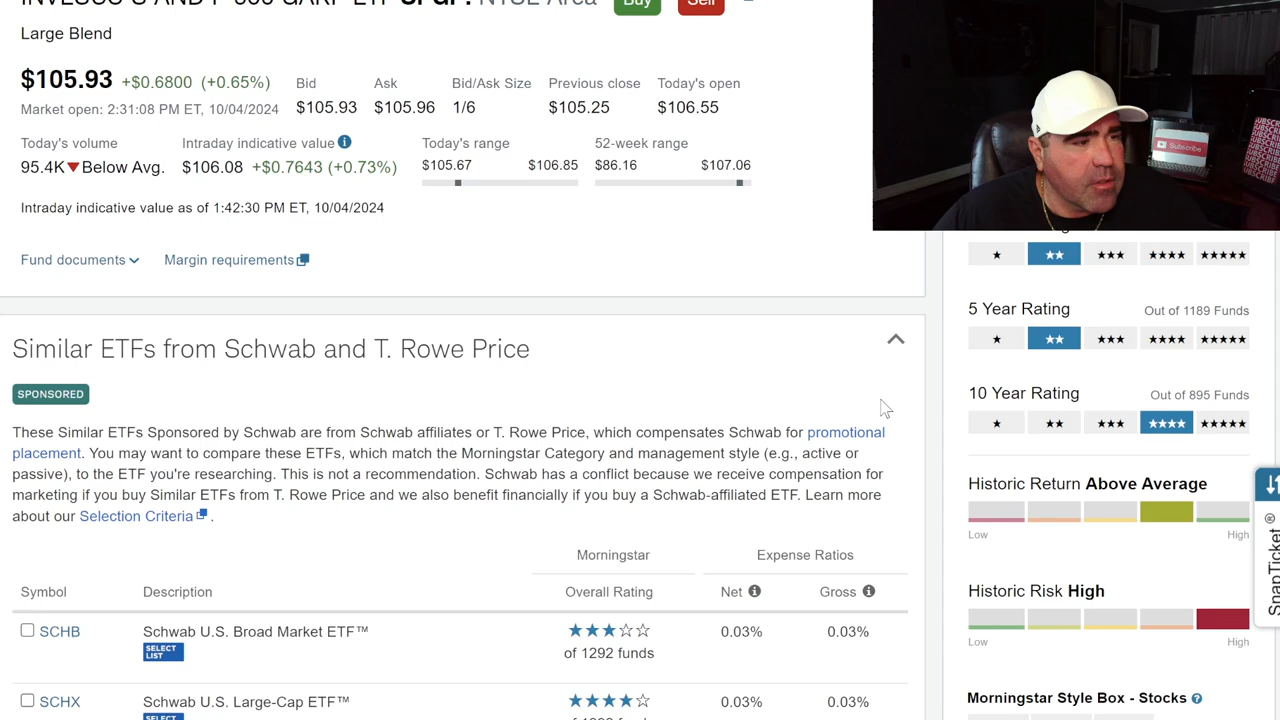 INVESCO S AND P 500 GARP ETF SPGP: NYSE Arca Buy Sell
Large Blend
$105.93 +$0.6800 (+0.65%)
Market open: 2:31:08 PM ET, 10/04/2024
Bid Ask Bid/Ask Size Previous close Today's open
$105.93 $105.96 1/6 $105.25 $106.55
Today's volume Intraday indicative value Today's range 52-week range
95.4K Below Avg. $106.08 +$0.7643 (+0.73%) $105.67 $106.85 $86.16 $107.06
Intraday indicative value as of 1:42:30 PM ET, 10/04/2024
Fund documents Margin requirements
Similar ETFs from Schwab and T. Rowe Price
SPONSORED
These Similar ETFs Sponsored by Schwab are from Schwab affiliates or T. Rowe Price, which compensates Schwab for promotional
placement. You may want to compare these ETFs, which match the Morningstar Category and management style (e.g., active or
passive), to the ETF you're researching. This is not a recommendation. Schwab has a conflict because we receive compensation for
marketing if you buy Similar ETFs from T. Rowe Price and we also benefit financially if you buy a Schwab-affiliated ETF. Learn more
about our Selection Criteria.
Morningstar Expense Ratios
Symbol Description Overall Rating Net Gross
SCHB Schwab U.S. Broad Market ETF™ 0.03% 0.03%
SELECT LIST
of 1292 funds
SCHX Schwab U.S. Large-Cap ETF™ 0.03% 0.03%
SELECT
Subscribe
SUBSCRIBE
5 Year Rating Out of 1189 Funds
10 Year Rating Out of 895 Funds
Historic Return Above Average
Low High
Historic Risk High
Low High
Morningstar Style Box - Stocks
SnapTicket®